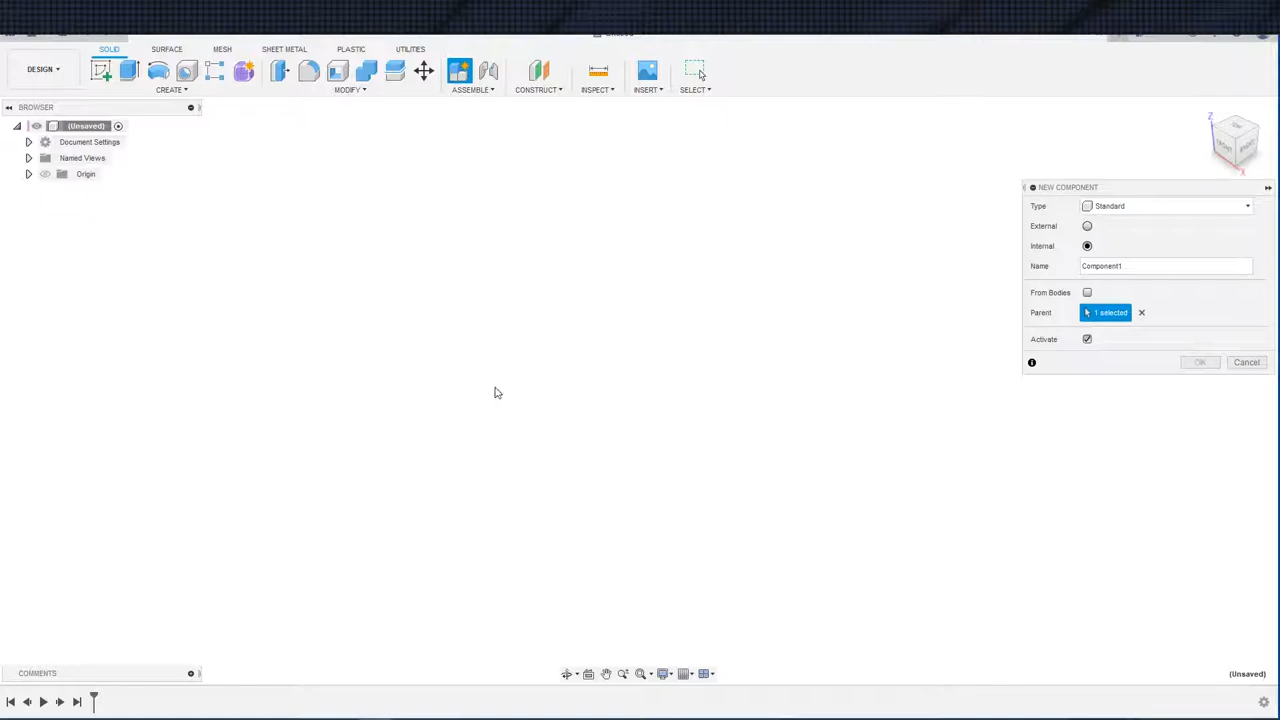 SOLID SURFACE MESH SHEET METAL PLASTIC UTILITIES
DESIGN
CREATE MODIFY ASSEMBLE CONSTRUCT INSPECT INSERT SELECT
BROWSER
(Unsaved)
Document Settings
Named Views
Origin
Z
FRONT RIGHT
X
NEW COMPONENT
Type Standard
External
Internal
Name Component1
From Bodies
Parent 1 selected
Activate
OK Cancel
COMMENTS
(Unsaved)